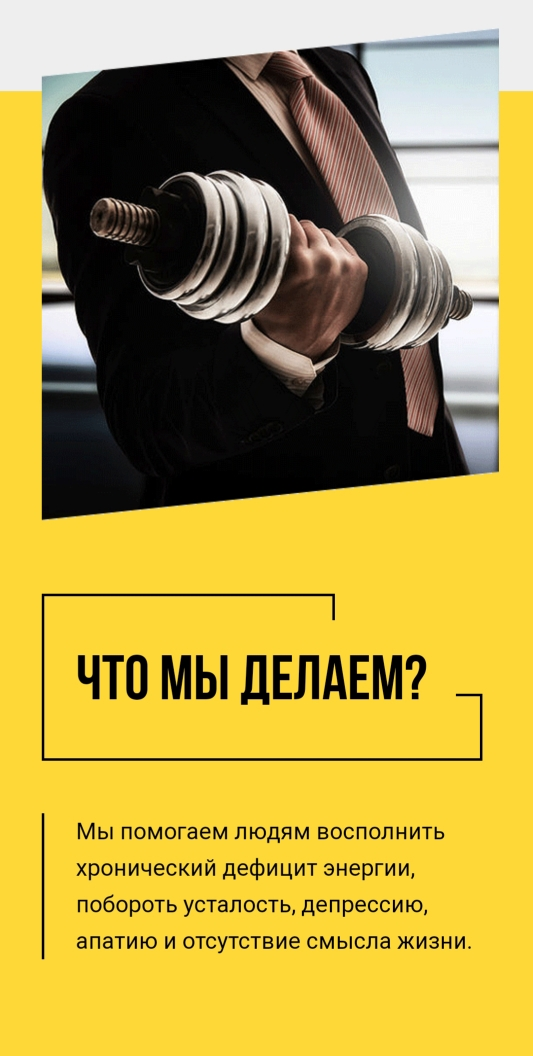 ЧТО МЫ ДЕЛАЕМ?
Мы помогаем людям восполнить
хронический дефицит энергии,
побороть усталость, депрессию,
апатию и отсутствие смысла жизни.